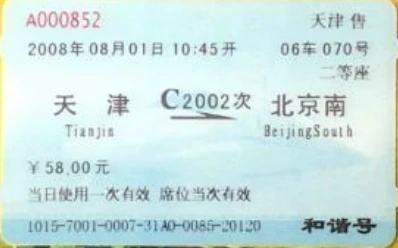 A000852 天津 售
2008年08月01日 10:45开 06车 070号
二等座
天 津 C2002次 北京南
Tianjin BeijingSouth
¥58.00元
当日使用一次有效 席位当次有效
1015-7001-0007-31A0-0085-20120 和谐号